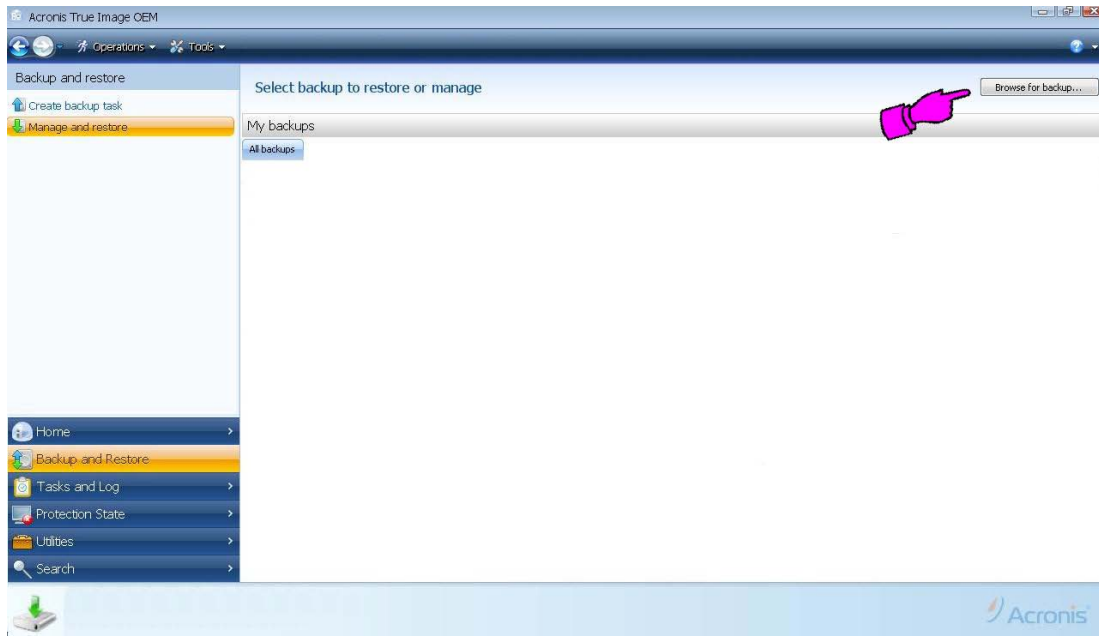 Acronis True Image OEM
Operations Tools
Backup and restore
Create backup task
Manage and restore
Select backup to restore or manage
Browse for backup...
My backups
All backups
Home
Backup and Restore
Tasks and Log
Protection State
Utilities
Search
Acronis